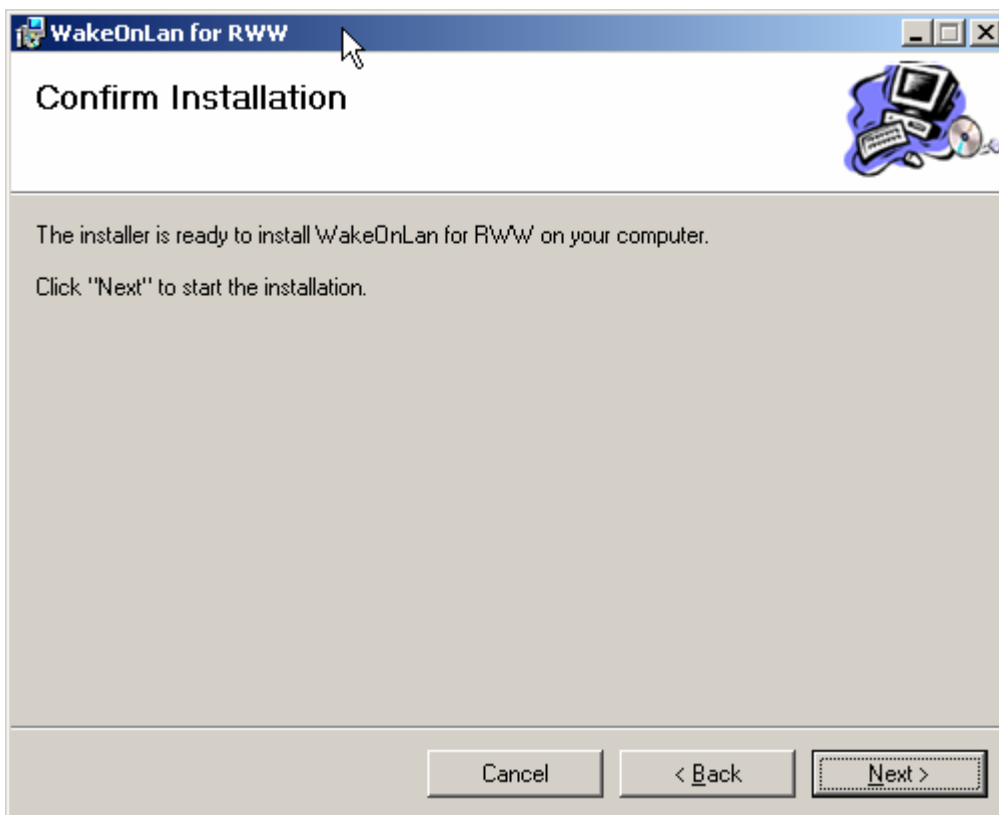 WakeOnLan for RWW
Confirm Installation
The installer is ready to install WakeOnLan for RWW on your computer.
Click "Next" to start the installation.
Cancel
< Back
Next >